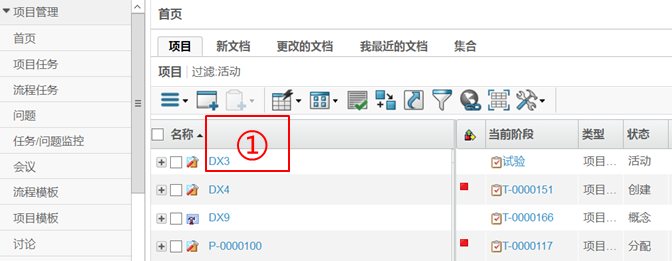 项目管理
首页
项目任务
流程任务
问题
任务/问题监控
会议
流程模板
项目模板
讨论
首页
项目 新文档 更改的文档 我最近的文档 集合
项目 过滤:活动
名称 当前阶段 类型 状态
①
DX3 试验 项目... 活动
DX4 T-0000151 项目... 创建
DX9 T-0000166 项目... 概念
P-0000100 T-0000117 项目... 分配